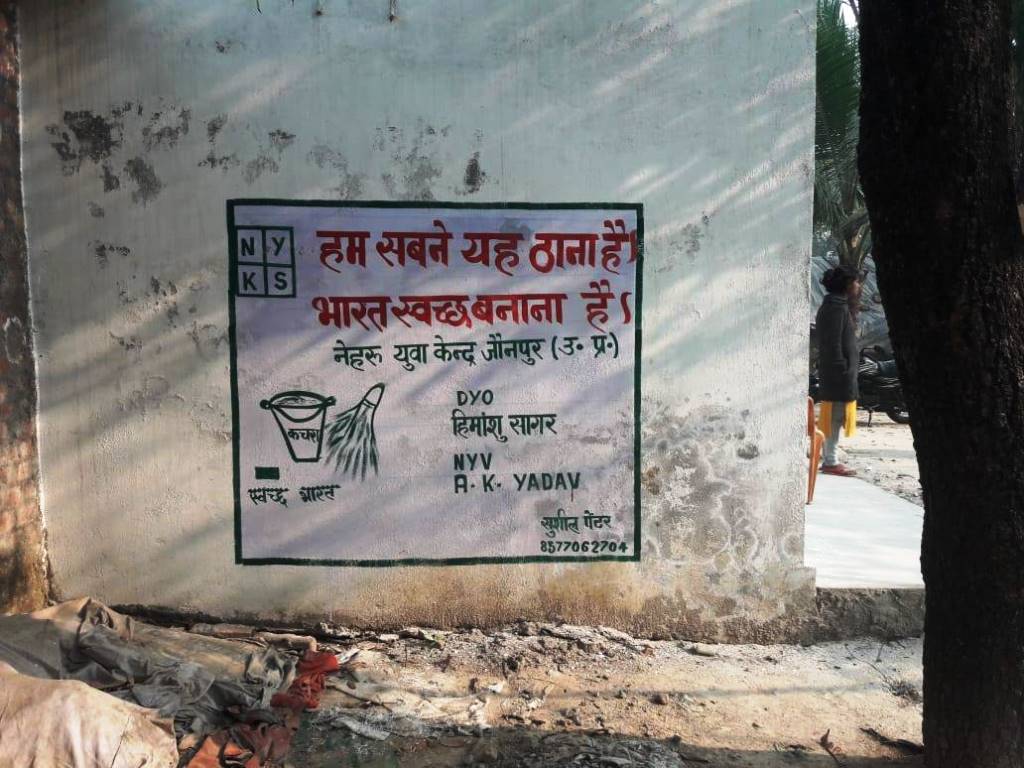 N Y
K S
हम सबने यह ठाना है।
भारत स्वच्छ बनाना है।
नेहरू युवा केन्द्र जौनपुर (उ॰ प्र॰)
कचरा
स्वच्छ भारत
DYO
हिमांशु सागर
NYV
A. K. YADAV
सुशील पेंटर
8577062704